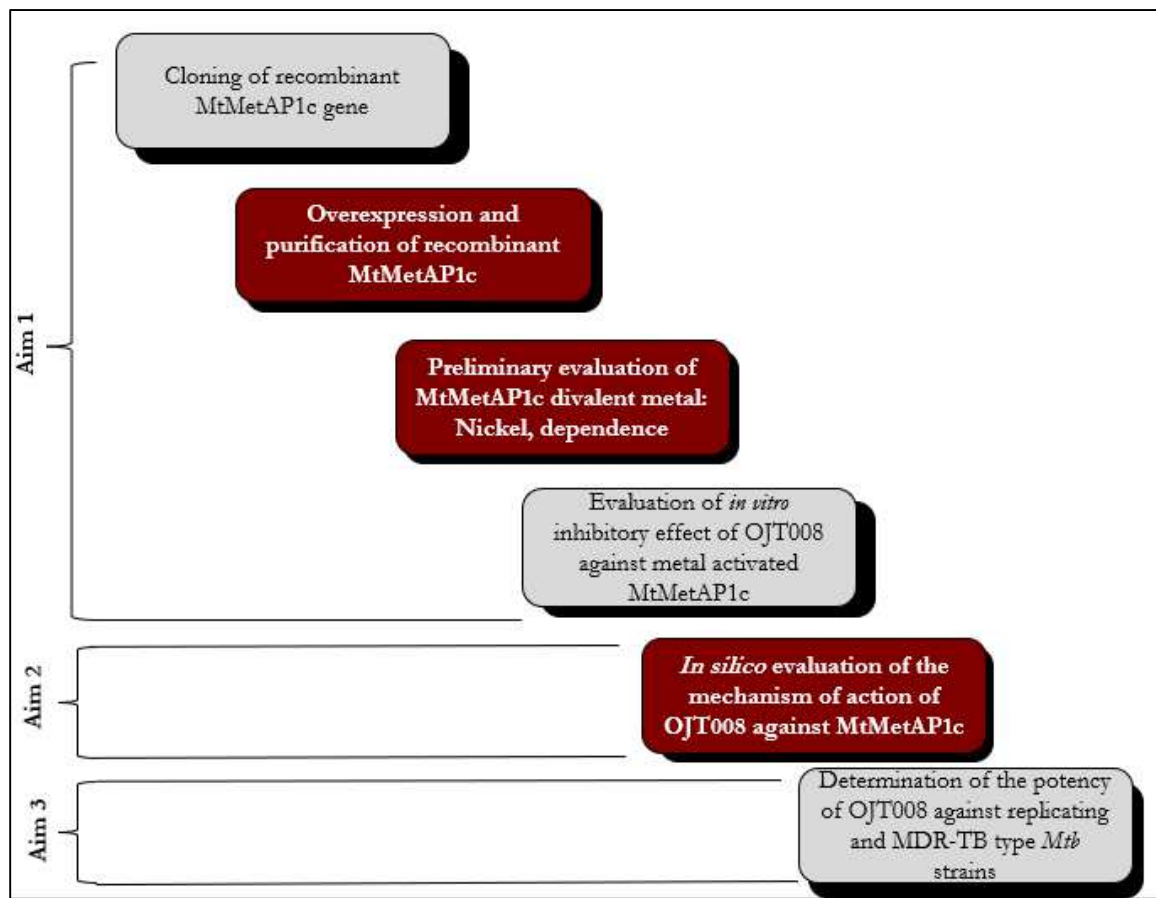 Cloning of recombinant
MtMetAP1c gene
Overexpression and
purification of recombinant
MtMetAP1c
Preliminary evaluation of
MtMetAP1c divalent metal:
Nickel, dependence
Evaluation of in vitro
inhibitory effect of OJT008
against metal activated
MtMetAP1c
Aim 1
In silico evaluation of the
mechanism of action of
OJT008 against MtMetAP1c
Aim 2
Determination of the potency
of OJT008 against replicating
and MDR-TB type Mtb
strains
Aim 3